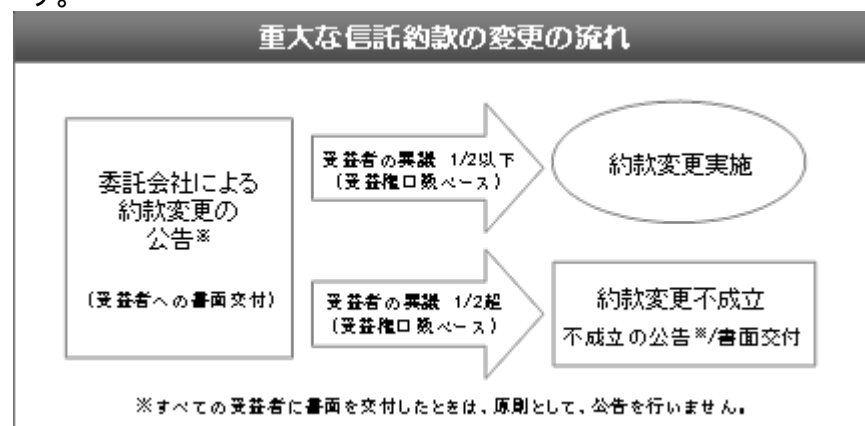 す。
重大な信託約款の変更の流れ
委託会社による
約款変更の
公告※
(受益者への書面交付)
受益者の異議 1/2以下
(受益権口数ベース)
約款変更実施
受益者の異議 1/2超
(受益権口数ベース)
約款変更不成立
不成立の公告※/書面交付
※すべての受益者に書面を交付したときは、原則として、公告を行いません。